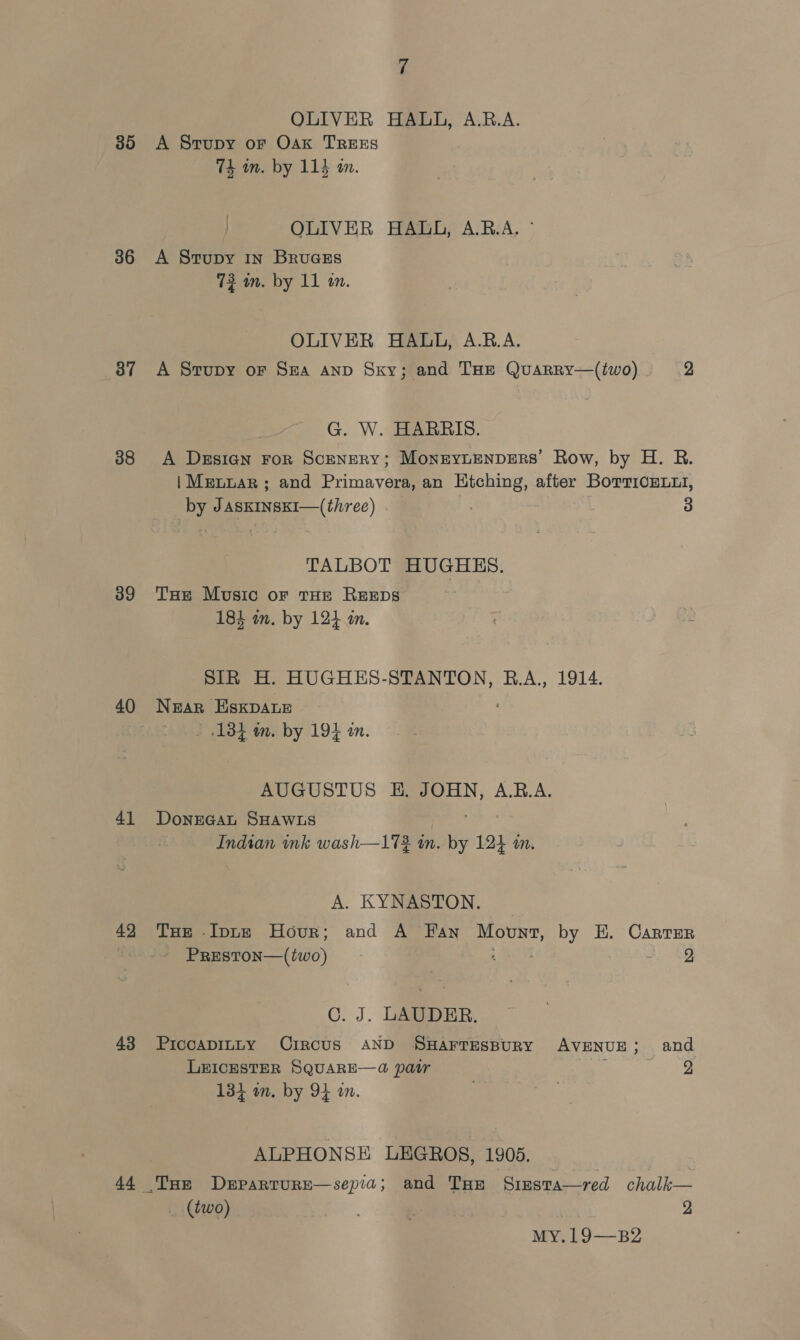 7
OLIVER HALL, A.R.A.
35 A Study of Oak Trees
7½ in. by 11½ in.
OLIVER HALL, A.R.A.
36 A Study in Bruges
7¾ in. by 11 in.
OLIVER HALL, A.R.A.
37 A Study of Sea and Sky; and The Quarry—(two) 2
G. W. HARRIS.
38 A Design for Scenery; Moneylenders' Row, by H. R.
Mellar; and Primavera, an Etching, after Botticelli,
by Jaskinski—(three) 3
TALBOT HUGHES.
39 The Music of the Reeds
18½ in. by 12¼ in.
SIR H. HUGHES-STANTON, R.A., 1914.
40 Near Eskdale
13¼ in. by 19¼ in.
AUGUSTUS E. JOHN, A.R.A.
41 Donegal Shawls
Indian ink wash—17¾ in. by 12¼ in.
A. KYNASTON.
42 The Idle Hour; and A Fan Mount, by E. Carter
Preston—(two) 2
C. J. LAUDER.
43 Piccadilly Circus and Shaftesbury Avenue; and
Leicester Square—a pair 2
13¼ in. by 9¼ in.
ALPHONSE LEGROS, 1905.
44 The Departure—sepia; and The Siesta—red chalk—
(two) 2
MY.19—B2